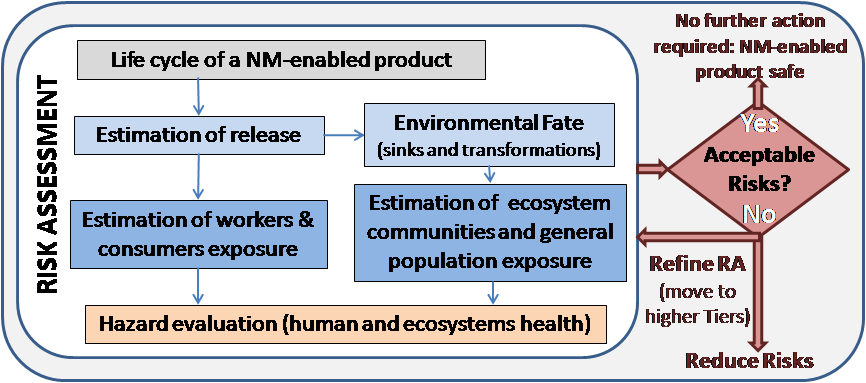 RISK ASSESSMENT
Life cycle of a NM-enabled product
Estimation of release
Environmental Fate
(sinks and transformations)
Estimation of workers &
consumers exposure
Estimation of ecosystem
communities and general
population exposure
Hazard evaluation (human and ecosystems health)
No further action
required: NM-enabled
product safe
Yes
Acceptable
Risks?
No
Refine RA
(move to
higher Tiers)
Reduce Risks